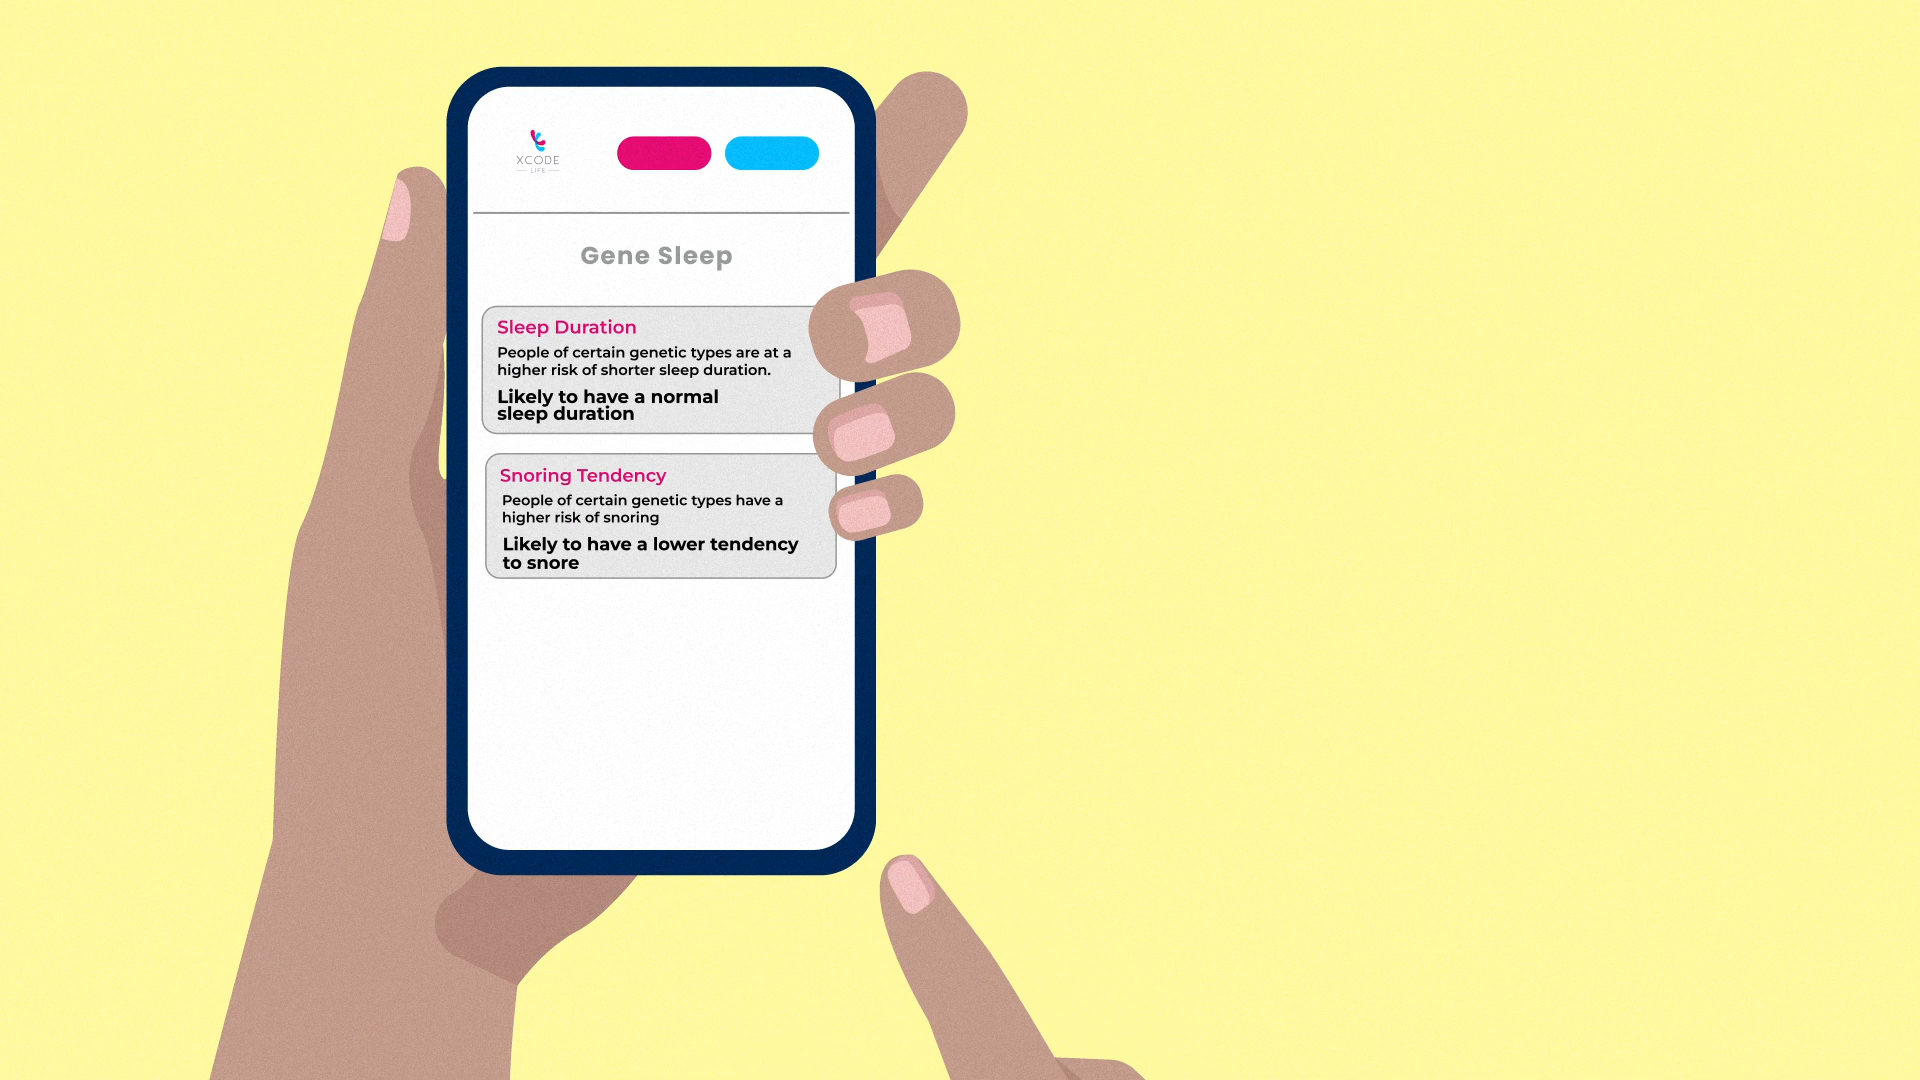 XCODE
LIFE
Gene Sleep
Sleep Duration
People of certain genetic types are at a
higher risk of shorter sleep duration.
Likely to have a normal
sleep duration
Snoring Tendency
People of certain genetic types have a
higher risk of snoring
Likely to have a lower tendency
to snore